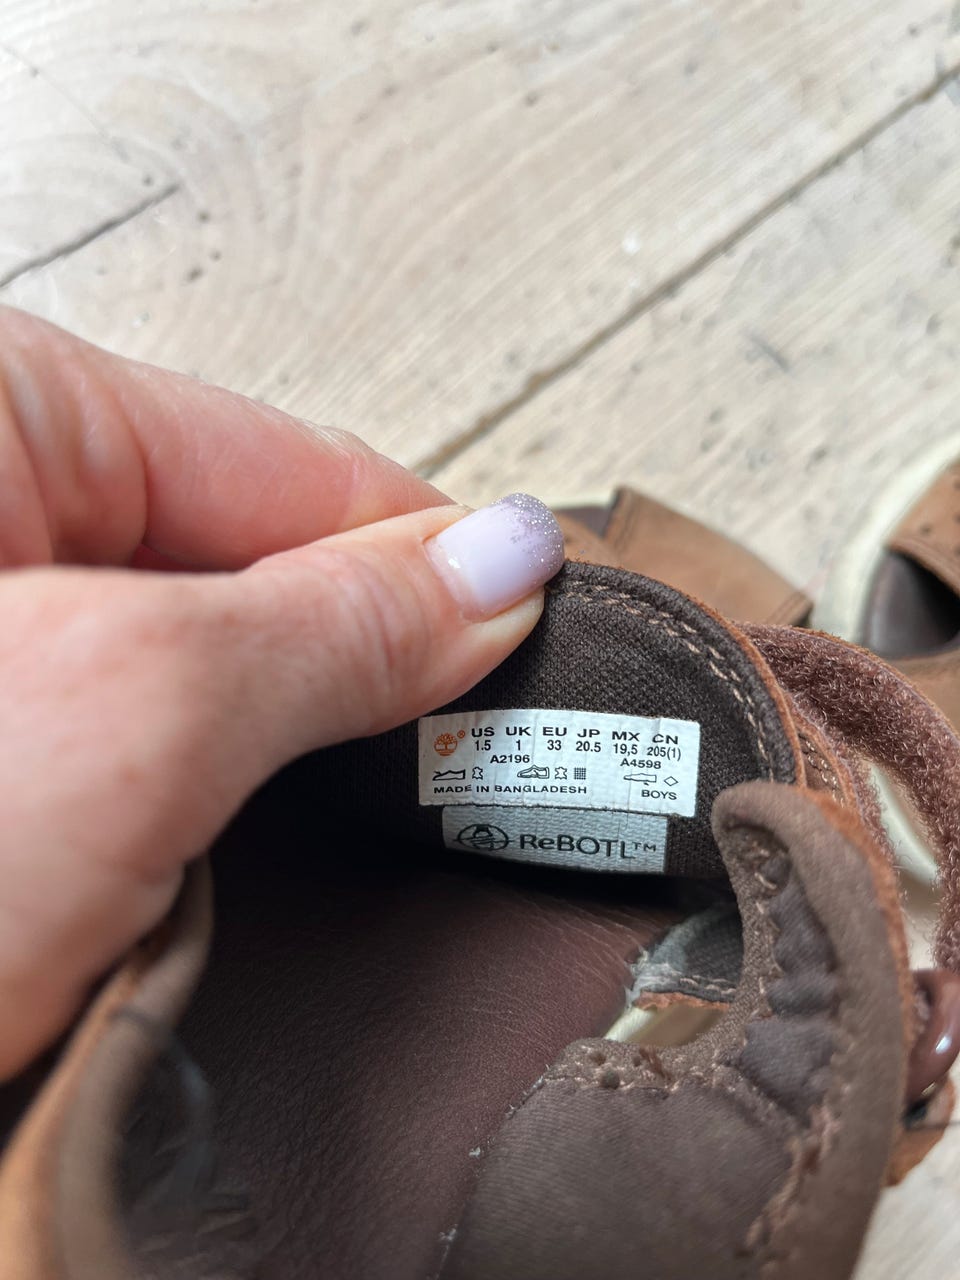 ® US UK EU JP MX CN
1.5 1 33 20.5 19,5 205(1)
A2196 A4598
MADE IN BANGLADESH BOYS
ReBOTL™